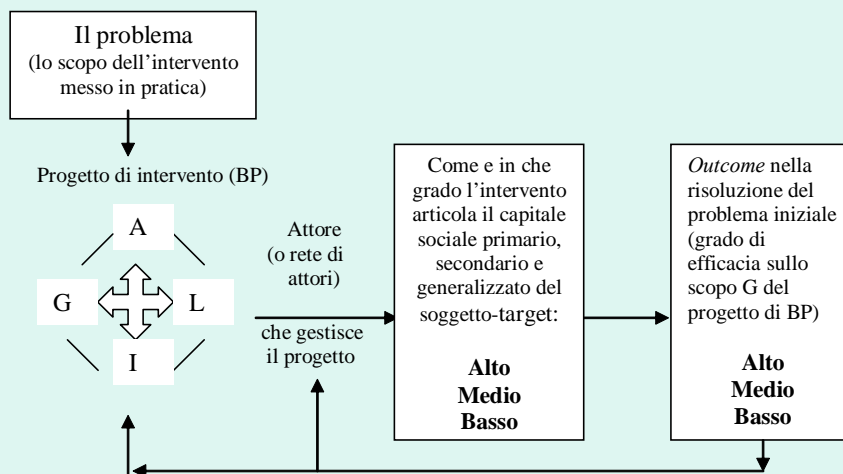 Il problema
(lo scopo dell’intervento
messo in pratica)
Progetto di intervento (BP)
A
G
L
I
Attore
(o rete di
attori)
che gestisce
il progetto
Come e in che
grado l’intervento
articola il capitale
sociale primario,
secondario e
generalizzato del
soggetto-target:
Alto
Medio
Basso
Outcome nella
risoluzione del
problema iniziale
(grado di
efficacia sullo
scopo G del
progetto di BP)
Alto
Medio
Basso